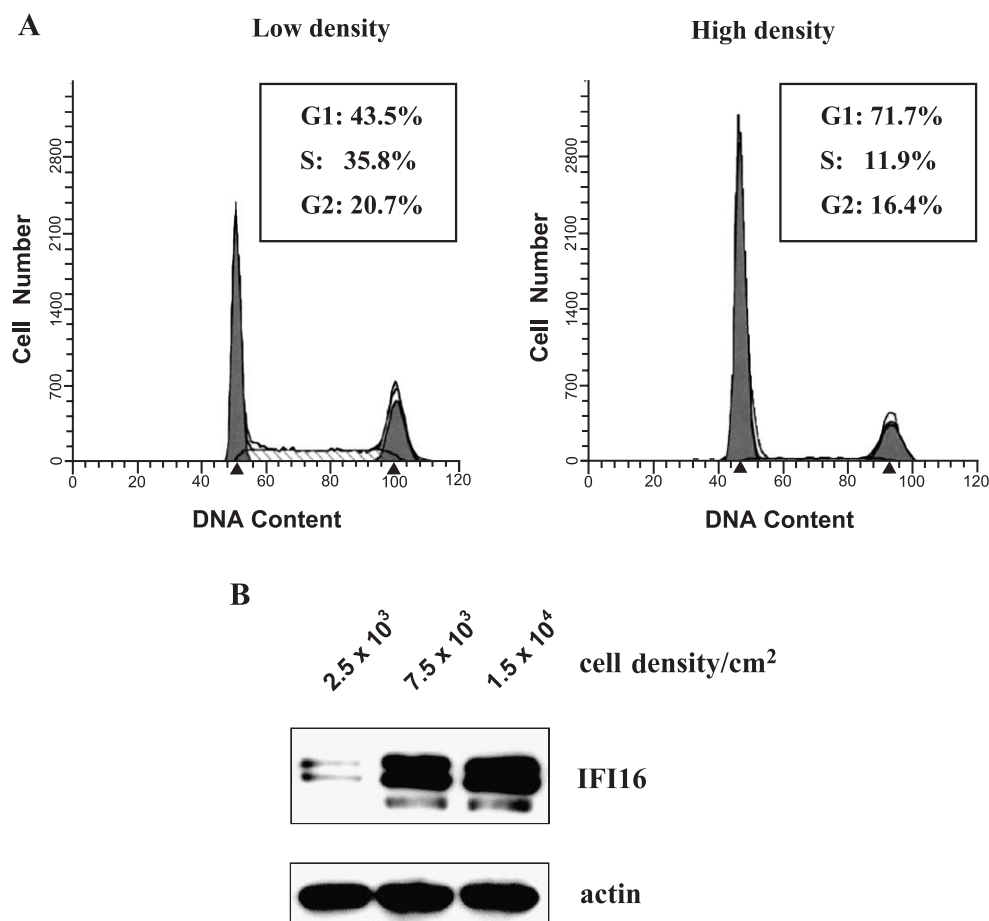 A
Low density
High density
G1: 43.5%
S: 35.8%
G2: 20.7%
G1: 71.7%
S: 11.9%
G2: 16.4%
Cell Number
0 700 1400 2100 2800
0 20 40 60 80 100 120
DNA Content
Cell Number
0 700 1400 2100 2800
0 20 40 60 80 100 120
DNA Content
B
2.5 x 10³ 7.5 x 10³ 1.5 x 10⁴
cell density/cm²
IFI16
actin